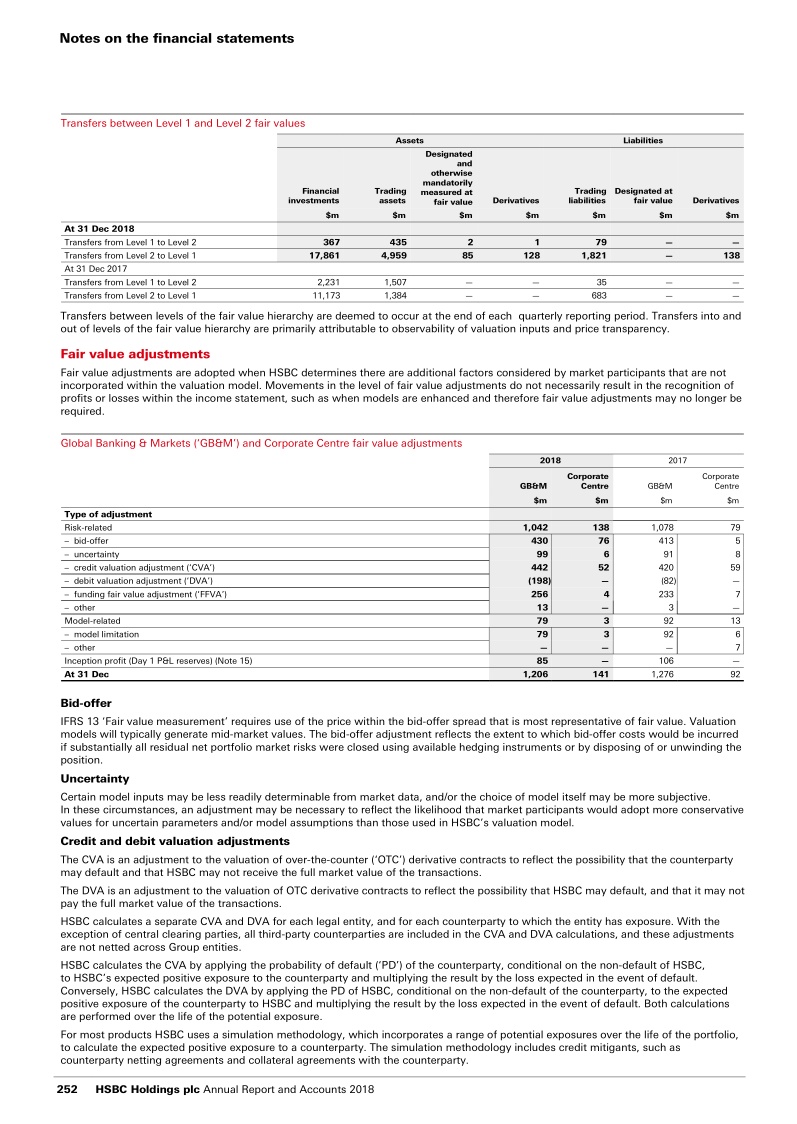 Notes on the financial statements
Transfers between Level 1 and Level 2 fair values
Assets Liabilities
Designated
and
otherwise
mandatorily
Financial Trading measured at Trading Designated at
investments assets fair value Derivatives liabilities fair value Derivatives
$m $m $m $m $m $m $m
At 31 Dec 2018
Transfers from Level 1 to Level 2 367 435 2 1 79 — —
Transfers from Level 2 to Level 1 17,861 4,959 85 128 1,821 — 138
At 31 Dec 2017
Transfers from Level 1 to Level 2 2,231 1,507 — — 35 — —
Transfers from Level 2 to Level 1 11,173 1,384 — — 683 — —
Transfers between levels of the fair value hierarchy are deemed to occur at the end of each quarterly reporting period. Transfers into and
out of levels of the fair value hierarchy are primarily attributable to observability of valuation inputs and price transparency.
Fair value adjustments
Fair value adjustments are adopted when HSBC determines there are additional factors considered by market participants that are not
incorporated within the valuation model. Movements in the level of fair value adjustments do not necessarily result in the recognition of
profits or losses within the income statement, such as when models are enhanced and therefore fair value adjustments may no longer be
required.
Global Banking & Markets ('GB&M') and Corporate Centre fair value adjustments
2018 2017
Corporate Corporate
GB&M Centre GB&M Centre
$m $m $m $m
Type of adjustment
Risk-related 1,042 138 1,078 79
– bid-offer 430 76 413 5
– uncertainty 99 6 91 8
– credit valuation adjustment ('CVA') 442 52 420 59
– debit valuation adjustment ('DVA') (198) — (82) —
– funding fair value adjustment ('FFVA') 256 4 233 7
– other 13 — 3 —
Model-related 79 3 92 13
– model limitation 79 3 92 6
– other — — — 7
Inception profit (Day 1 P&L reserves) (Note 15) 85 — 106 —
At 31 Dec 1,206 141 1,276 92
Bid-offer
IFRS 13 'Fair value measurement' requires use of the price within the bid-offer spread that is most representative of fair value. Valuation
models will typically generate mid-market values. The bid-offer adjustment reflects the extent to which bid-offer costs would be incurred
if substantially all residual net portfolio market risks were closed using available hedging instruments or by disposing of or unwinding the
position.
Uncertainty
Certain model inputs may be less readily determinable from market data, and/or the choice of model itself may be more subjective.
In these circumstances, an adjustment may be necessary to reflect the likelihood that market participants would adopt more conservative
values for uncertain parameters and/or model assumptions than those used in HSBC's valuation model.
Credit and debit valuation adjustments
The CVA is an adjustment to the valuation of over-the-counter ('OTC') derivative contracts to reflect the possibility that the counterparty
may default and that HSBC may not receive the full market value of the transactions.
The DVA is an adjustment to the valuation of OTC derivative contracts to reflect the possibility that HSBC may default, and that it may not
pay the full market value of the transactions.
HSBC calculates a separate CVA and DVA for each legal entity, and for each counterparty to which the entity has exposure. With the
exception of central clearing parties, all third-party counterparties are included in the CVA and DVA calculations, and these adjustments
are not netted across Group entities.
HSBC calculates the CVA by applying the probability of default ('PD') of the counterparty, conditional on the non-default of HSBC,
to HSBC's expected positive exposure to the counterparty and multiplying the result by the loss expected in the event of default.
Conversely, HSBC calculates the DVA by applying the PD of HSBC, conditional on the non-default of the counterparty, to the expected
positive exposure of the counterparty to HSBC and multiplying the result by the loss expected in the event of default. Both calculations
are performed over the life of the potential exposure.
For most products HSBC uses a simulation methodology, which incorporates a range of potential exposures over the life of the portfolio,
to calculate the expected positive exposure to a counterparty. The simulation methodology includes credit mitigants, such as
counterparty netting agreements and collateral agreements with the counterparty.
252 HSBC Holdings plc Annual Report and Accounts 2018